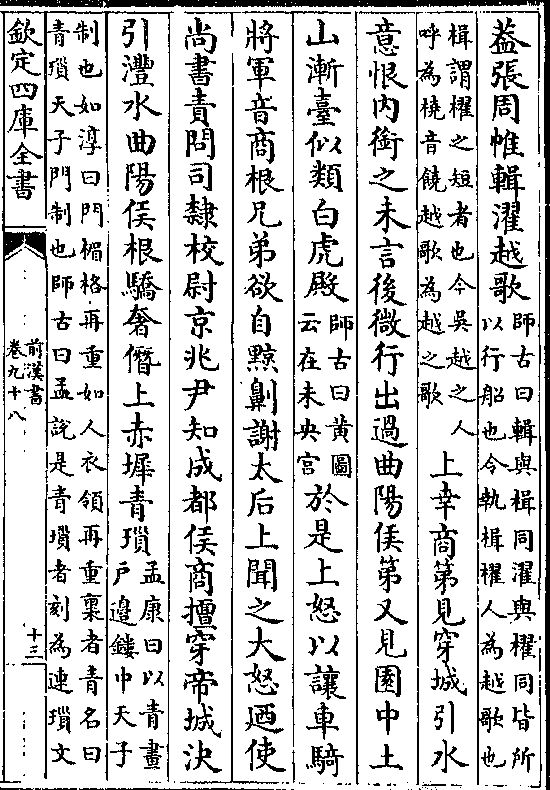 葢張周帷輯濯越歌師古曰輯與楫同濯與櫂同皆所以行船也今執楫櫂人為越歌也
楫謂櫂之短者也今吳越之人呼為橈音饒越歌為越之歌上幸商第見穿城引水
意恨内銜之未言後微行出過曲陽侯第又見園中土
山漸臺似類白虎殿師古曰黄圖云在未央宫於是上怒以讓車騎
將軍音商根兄弟欲自黥劓謝太后上聞之大怒廼使
尚書責問司隸校尉京兆尹知成都侯商擅穿帝城決
引灃水曲陽侯根驕奢僭上赤墀青瑣孟康曰以青畫戸邊鏤中天子
制也如淳曰門楣格再重如人衣領再重裏者青名曰
青瑣天子門制也師古曰孟說是青瑣者刻為連瑣文
欽定四庫全書
前漢書
卷九十八
十三